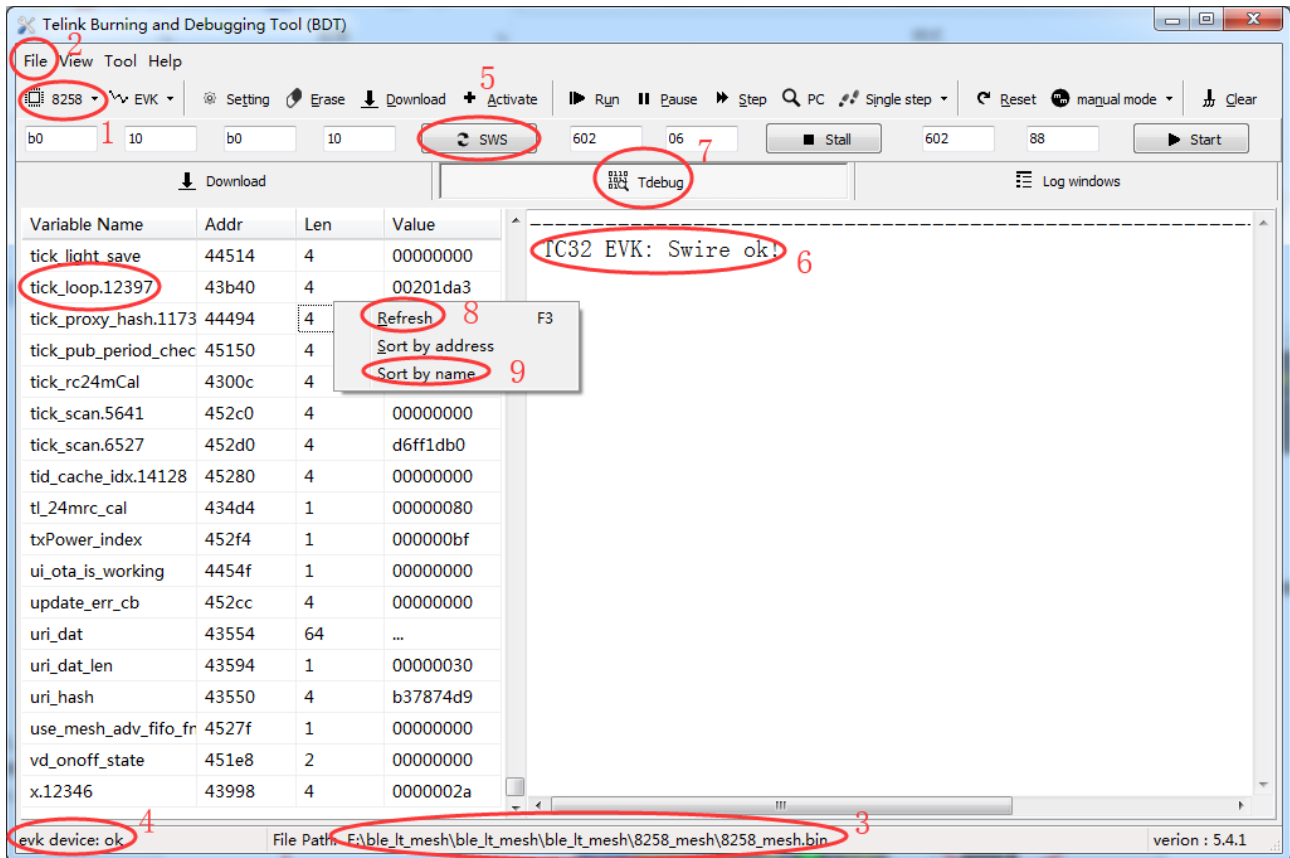 Telink Burning and Debugging Tool (BDT)
2
File View Tool Help
5
8258 EVK Setting Erase Download Activate Run Pause Step PC Single step Reset manual mode Clear
b0 1 10 b0 10 SWS 602 06 7 Stall 602 88 Start
Download Tdebug Log windows
Variable Name Addr Len Value
tick_light_save 44514 4 00000000
TC32 EVK: Swire ok! 6
tick_loop.12397 43b40 4 00201da3
tick_proxy_hash.1173 44494 4
Refresh 8 F3
tick_pub_period_chec 45150 4
Sort by address
tick_rc24mCal 4300c 4
Sort by name 9
tick_scan.5641 452c0 4 00000000
tick_scan.6527 452d0 4 d6ff1db0
tid_cache_idx.14128 45280 4 00000000
tl_24mrc_cal 434d4 1 00000080
txPower_index 452f4 1 000000bf
ui_ota_is_working 4454f 1 00000000
update_err_cb 452cc 4 00000000
uri_dat 43554 64 ...
uri_dat_len 43594 1 00000030
uri_hash 43550 4 b37874d9
use_mesh_adv_fifo_fr 4527f 1 00000000
vd_onoff_state 451e8 2 00000000
x.12346 43998 4 0000002a
4 3
evk device: ok File Path: F:\ble_lt_mesh\ble_lt_mesh\ble_lt_mesh\8258_mesh\8258_mesh.bin verion : 5.4.1